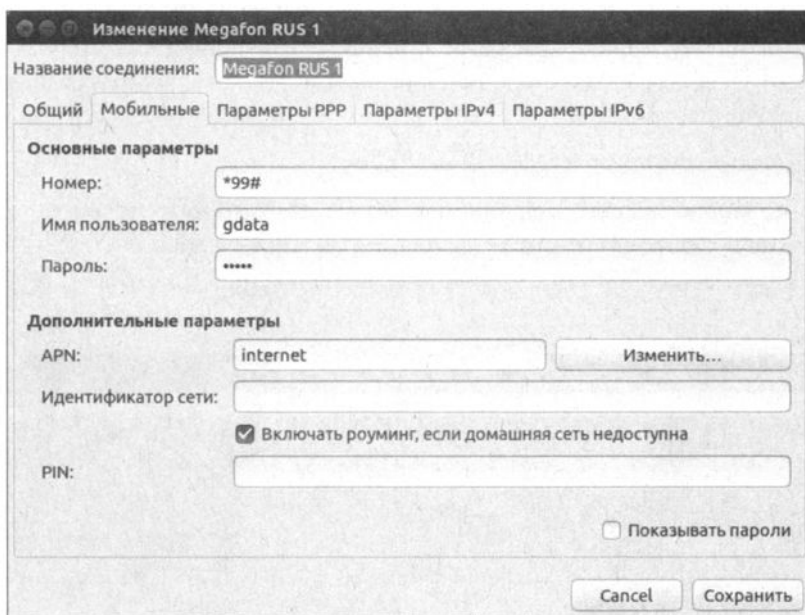 Изменение Megafon RUS 1
Название соединения: Megafon RUS 1
Общий Мобильные Параметры PPP Параметры IPv4 Параметры IPv6
Основные параметры
Номер: *99#
Имя пользователя: gdata
Пароль: •••••
Дополнительные параметры
APN: internet Изменить...
Идентификатор сети:
Включать роуминг, если домашняя сеть недоступна
PIN:
Показывать пароли
Cancel Сохранить